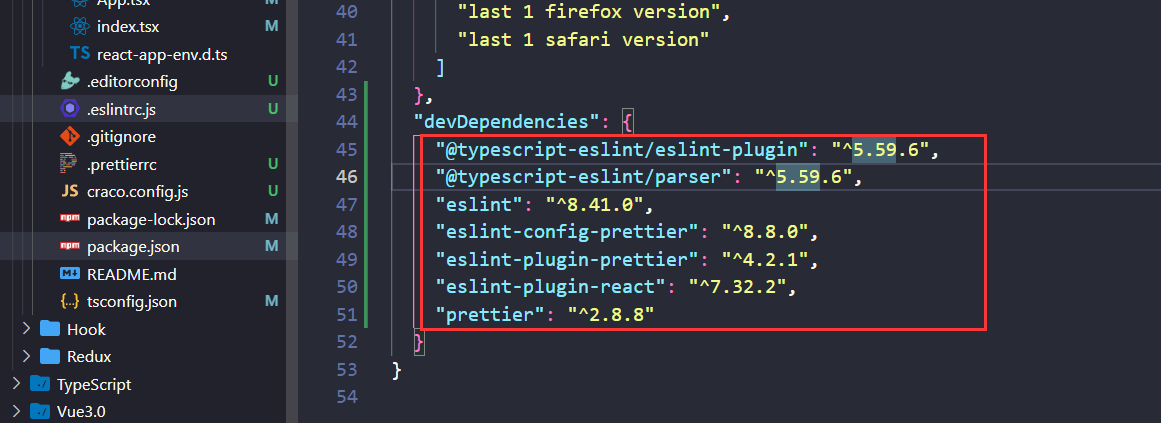 App.tsx M
index.tsx M
TS react-app-env.d.ts
.editorconfig U
.eslintrc.js U
.gitignore
.prettierrc U
JS craco.config.js U
npm package-lock.json M
npm package.json M
README.md
{..} tsconfig.json M
Hook
Redux
TypeScript
Vue3.0
40 "last 1 firefox version",
41 "last 1 safari version"
42 ]
43 },
44 "devDependencies": {
45 "@typescript-eslint/eslint-plugin": "^5.59.6",
46 "@typescript-eslint/parser": "^5.59.6",
47 "eslint": "^8.41.0",
48 "eslint-config-prettier": "^8.8.0",
49 "eslint-plugin-prettier": "^4.2.1",
50 "eslint-plugin-react": "^7.32.2",
51 "prettier": "^2.8.8"
52 }
53 }
54